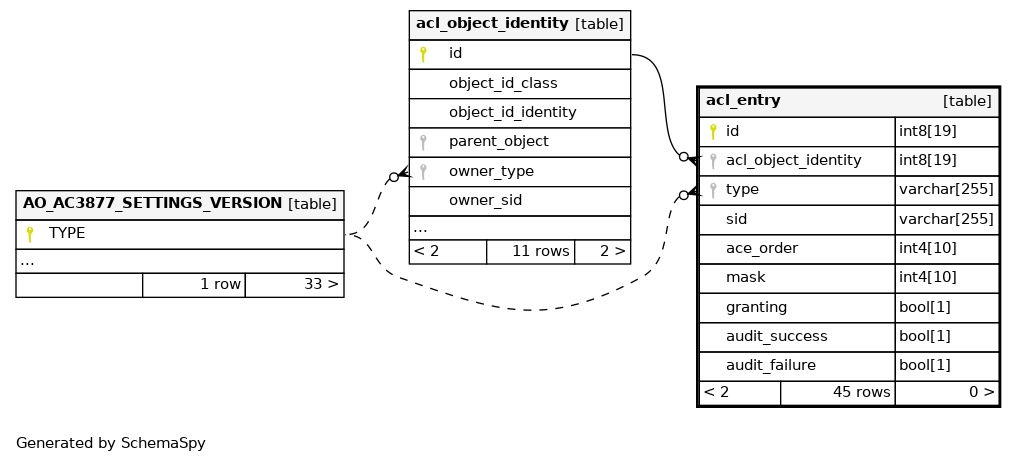 acl_object_identity [table]
id
object_id_class
object_id_identity
parent_object
owner_type
owner_sid
...
< 2 11 rows 2 >
AO_AC3877_SETTINGS_VERSION [table]
TYPE
...
1 row 33 >
acl_entry [table]
id int8[19]
acl_object_identity int8[19]
type varchar[255]
sid varchar[255]
ace_order int4[10]
mask int4[10]
granting bool[1]
audit_success bool[1]
audit_failure bool[1]
< 2 45 rows 0 >
Generated by SchemaSpy